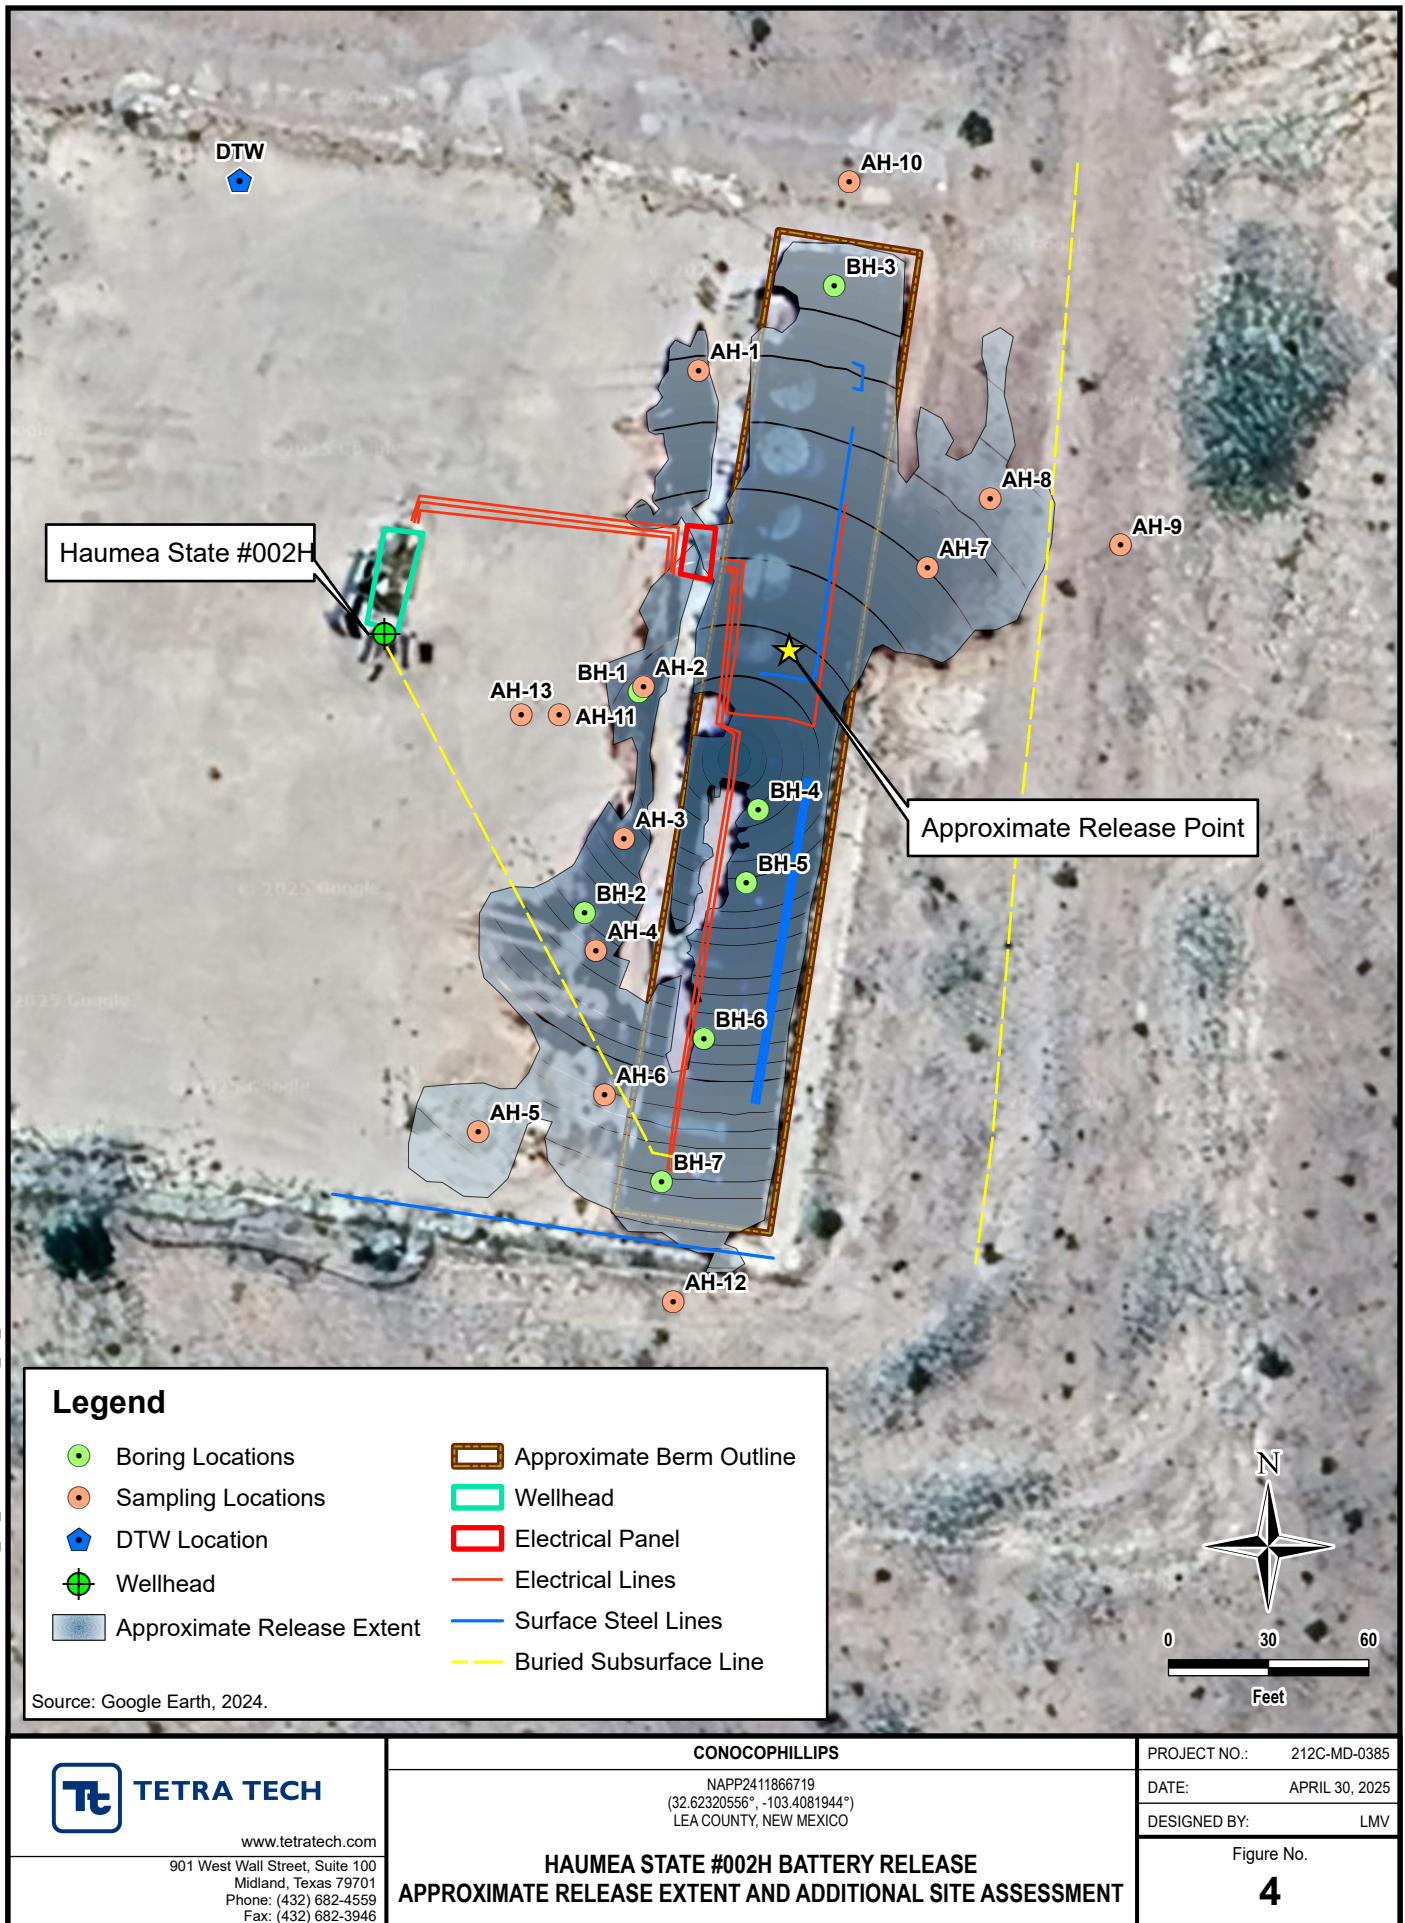 DTW
AH-10
BH-3
AH-1
AH-8
AH-9
AH-7
Haumea State #002H
BH-1
AH-2
AH-13
AH-11
BH-4
Approximate Release Point
AH-3
BH-5
BH-2
AH-4
BH-6
AH-6
AH-5
BH-7
AH-12
© 2025 Google
2025 Google
Legend
Boring Locations
Sampling Locations
DTW Location
Wellhead
Approximate Release Extent
Approximate Berm Outline
Wellhead
Electrical Panel
Electrical Lines
Surface Steel Lines
Buried Subsurface Line
Source: Google Earth, 2024.
N
0 30 60
Feet
Tt TETRA TECH
www.tetratech.com
901 West Wall Street, Suite 100
Midland, Texas 79701
Phone: (432) 682-4559
Fax: (432) 682-3946
CONOCOPHILLIPS
NAPP2411866719
(32.62320556°, -103.4081944°)
LEA COUNTY, NEW MEXICO
HAUMEA STATE #002H BATTERY RELEASE
APPROXIMATE RELEASE EXTENT AND ADDITIONAL SITE ASSESSMENT
PROJECT NO.: 212C-MD-0385
DATE: APRIL 30, 2025
DESIGNED BY: LMV
Figure No.
4